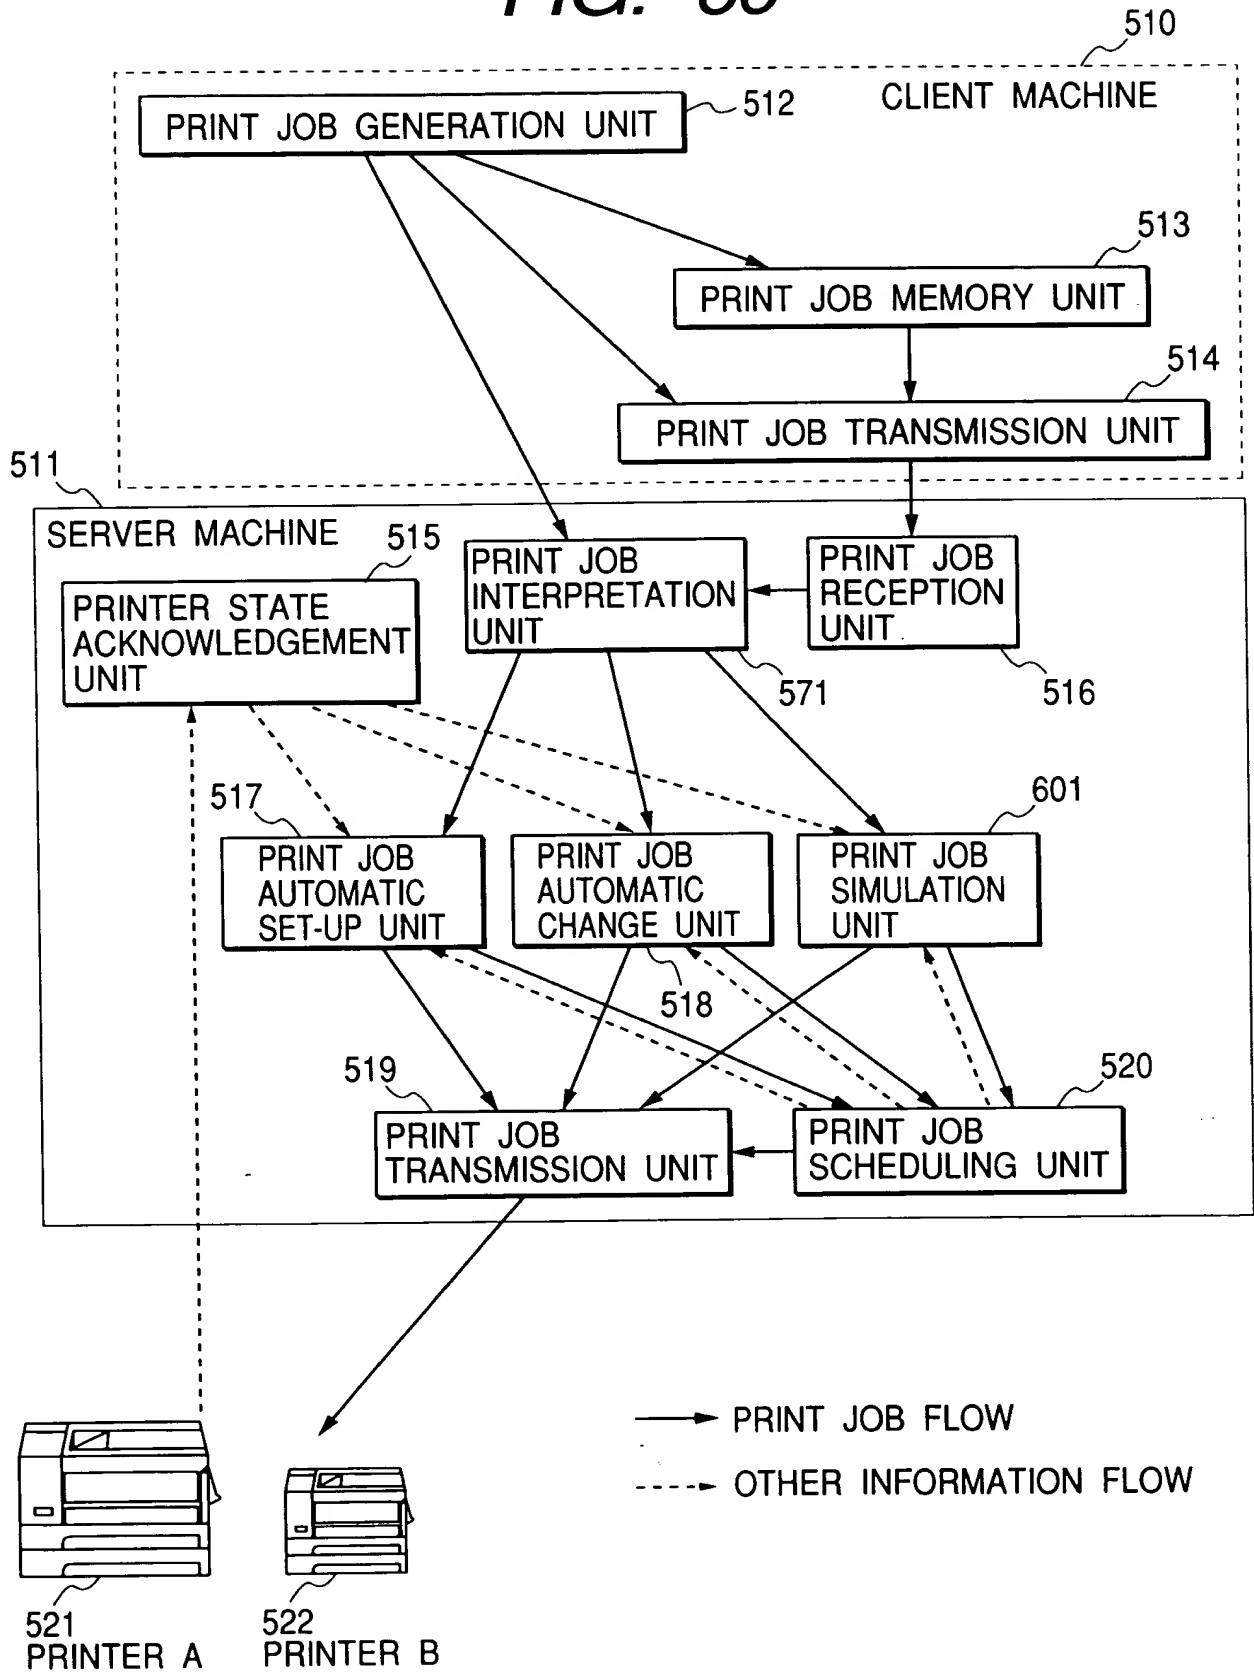 510
CLIENT MACHINE
PRINT JOB GENERATION UNIT
512
513
PRINT JOB MEMORY UNIT
514
PRINT JOB TRANSMISSION UNIT
511
SERVER MACHINE
515
PRINTER STATE
ACKNOWLEDGEMENT
UNIT
PRINT JOB
INTERPRETATION
UNIT
571
PRINT JOB
RECEPTION
UNIT
516
517
PRINT JOB
AUTOMATIC
SET-UP UNIT
PRINT JOB
AUTOMATIC
CHANGE UNIT
518
601
PRINT JOB
SIMULATION
UNIT
519
PRINT JOB
TRANSMISSION UNIT
520
PRINT JOB
SCHEDULING UNIT
PRINT JOB FLOW
OTHER INFORMATION FLOW
521
PRINTER A
522
PRINTER B